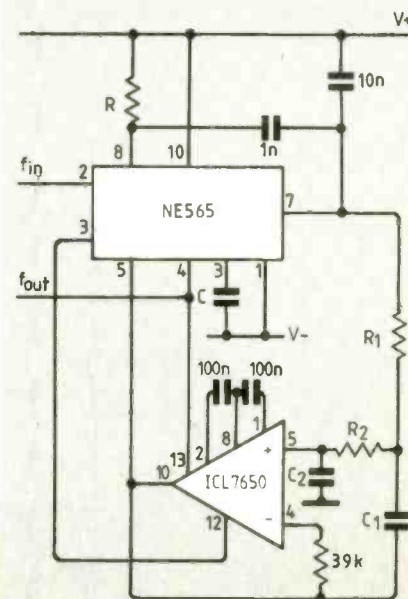 V+
10n
R
1n
8
10
fin
2
NE565
7
3
5
4
3
1
fout
C
V-
R1
100n
100n
1
8
2
13
10
+
5
R2
ICL7650
C2
12
-
4
C1
39k